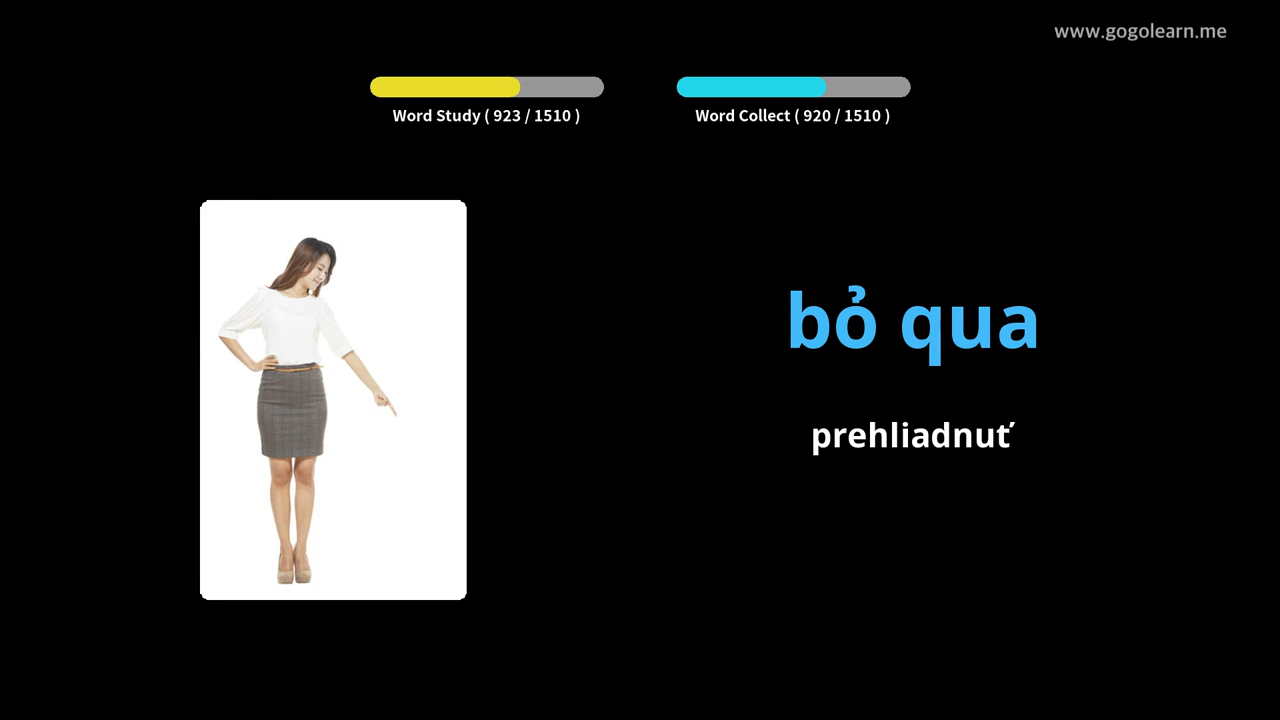 www.gogolearn.me
Word Study ( 923 / 1510 )
Word Collect ( 920 / 1510 )
bỏ qua
prehliadnuť